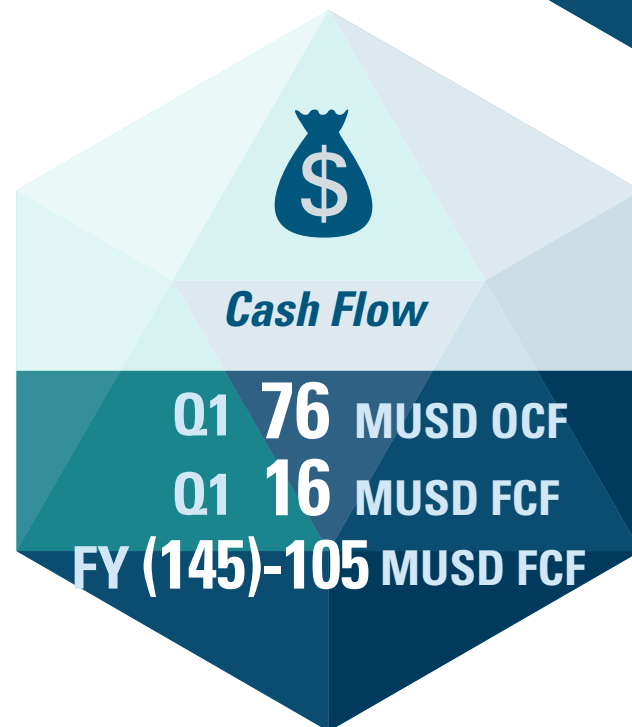 $
Cash Flow
Q1 76 MUSD OCF
Q1 16 MUSD FCF
FY (145)-105 MUSD FCF